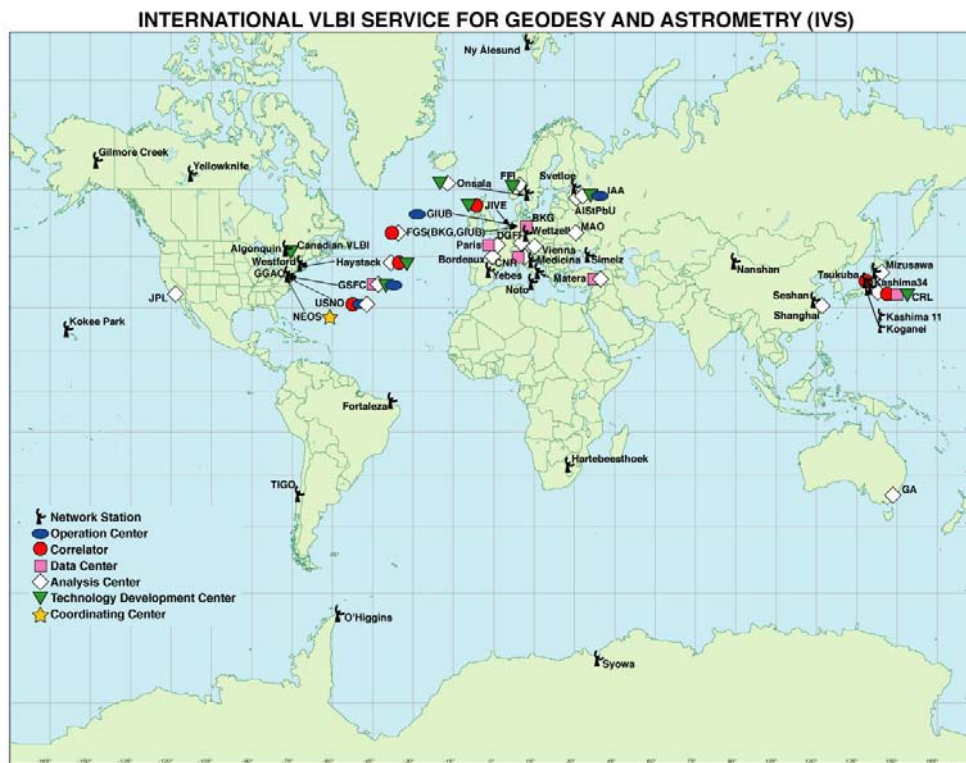 INTERNATIONAL VLBI SERVICE FOR GEODESY AND ASTROMETRY (IVS)
Ny Ålesund
Gilmore Creek
Yellowknife
Onsala
FFI
Svetloe
IAA
JIVE
AIStPbU
GIUB
BKG
FGS(BKG,GIUB)
DGFI
Wettzell
MAO
Algonquin
Canadian VLBI
Paris
Vienna
Westford
Haystack
Bordeaux
CNR
Medicina
Simeiz
Nanshan
Mizusawa
GGAO
Yebes
Tsukuba
GSFC
Noto
Matera
Kashima34
JPL
USNO
Seshan
CRL
NEOS
Shanghai
Kashima 11
Kokee Park
Koganei
Fortaleza
Hartebeesthoek
TIGO
GA
Network Station
Operation Center
Correlator
Data Center
Analysis Center
Technology Development Center
Coordinating Center
O'Higgins
Syowa